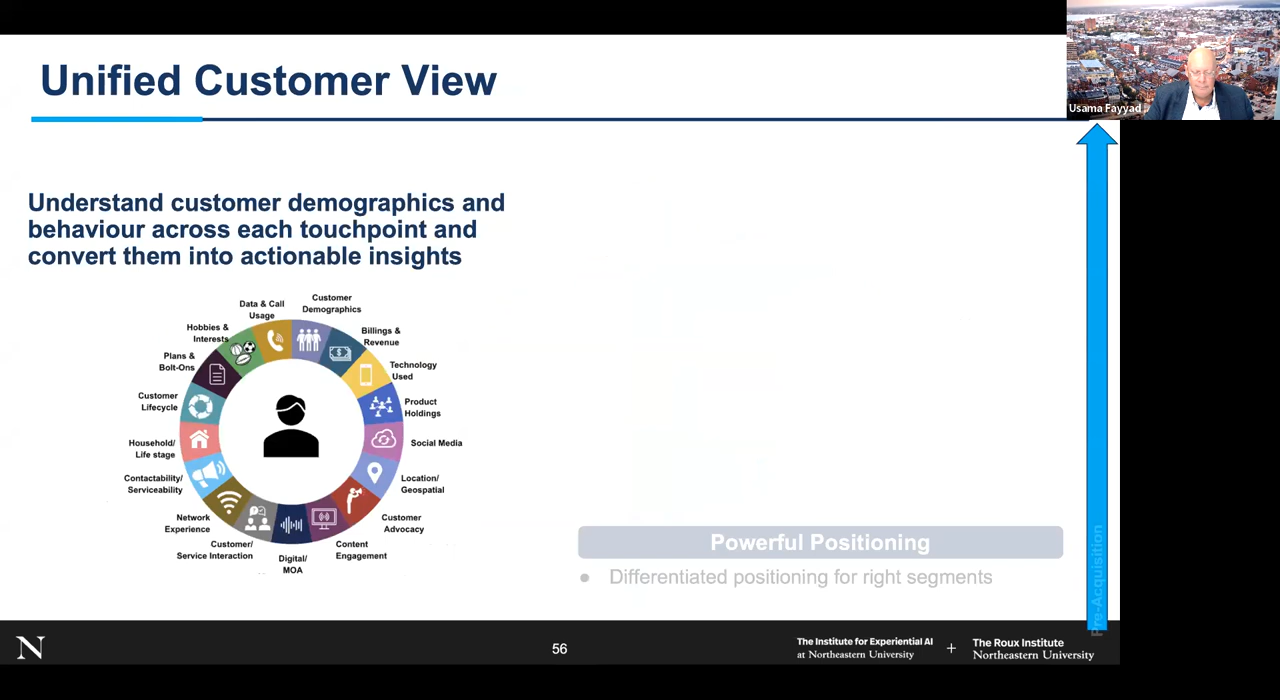 Unified Customer View
Usama Fayyad
Understand customer demographics and
behaviour across each touchpoint and
convert them into actionable insights
Customer
Demographics
Data & Call
Usage
Hobbies &
Interests
Billings &
Revenue
Plans &
Bolt-Ons
Technology
Used
Customer
Lifecycle
Product
Holdings
Household/
Life stage
Social Media
Contactability/
Serviceability
Location/
Geospatial
Network
Experience
Customer
Advocacy
Customer/
Service Interaction
Content
Engagement
Digital/
MOA
Powerful Positioning
• Differentiated positioning for right segments
Pre-Acquisition
N
56
The Institute for Experiential AI
at Northeastern University
+
The Roux Institute
Northeastern University